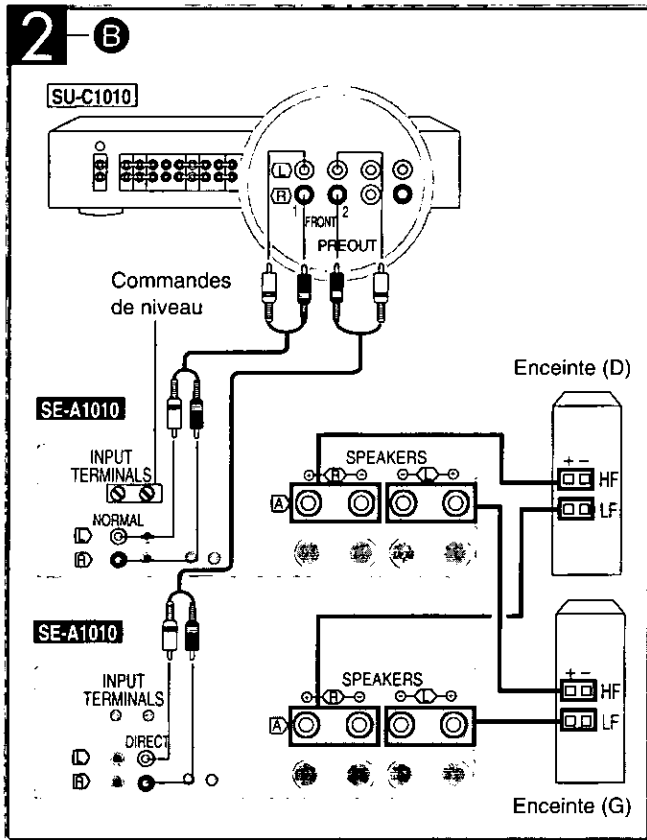 2 - B
SU-C1010
L
R
1 FRONT 2
PREOUT
Commandes
de niveau
Enceinte (D)
SE-A1010
INPUT
TERMINALS
SPEAKERS
R L
+ -
HF
LF
A
NORMAL
L
R
SE-A1010
INPUT
TERMINALS
SPEAKERS
R L
+ -
HF
LF
A
DIRECT
L
R
Enceinte (G)